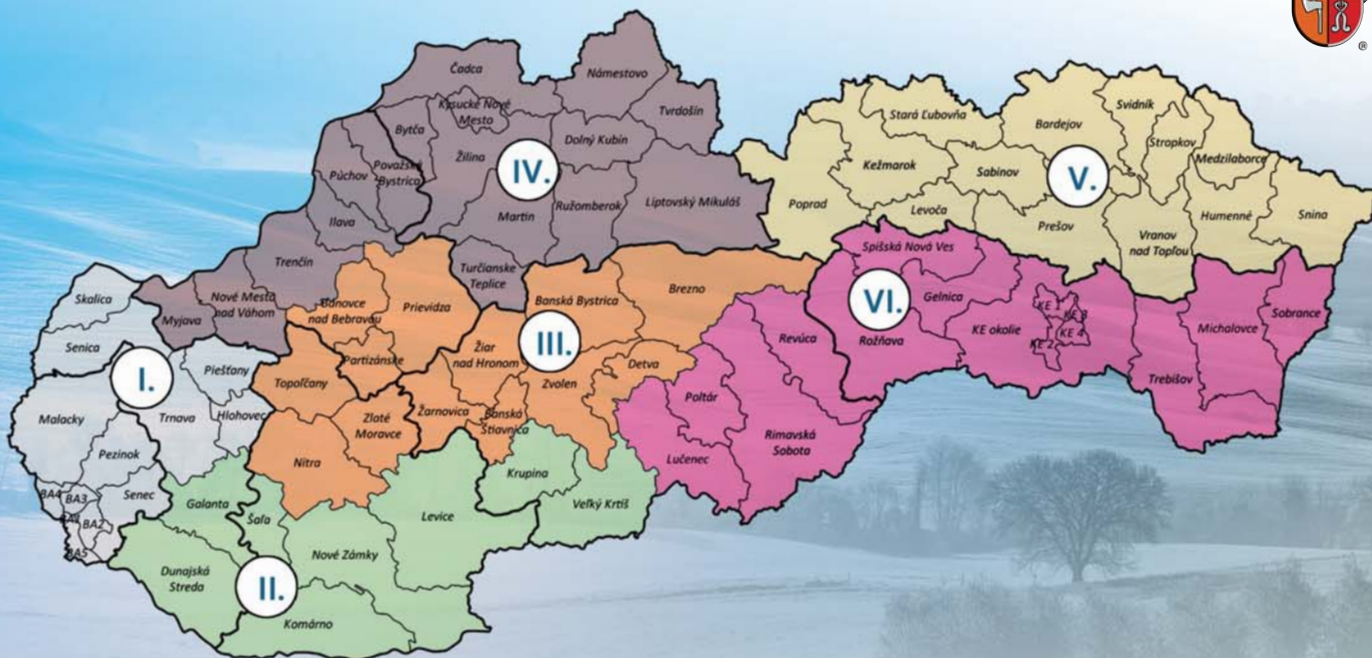 ®
Čadca
Námestovo
Kysucké Nové
Mesto
Tvrdošín
Bytča
Dolný Kubín
Žilina
Považská
Bystrica
Púchov
IV.
Martin
Ružomberok
Liptovský Mikuláš
Ilava
Trenčín
Turčianske
Teplice
Nové Mesto
nad Váhom
Myjava
Svidník
Stará Ľubovňa
Bardejov
Stropkov
Medzilaborce
Kežmarok
Sabinov
V.
Poprad
Levoča
Prešov
Humenné
Snina
Vranov
nad Topľou
Skalica
Senica
I.
Piešťany
Malacky
Trnava
Hlohovec
Pezinok
Senec
BA4
BA3
BA2
BA5
Bánovce
nad Bebravou
Prievidza
Banská Bystrica
Brezno
Partizánske
Žiar
nad Hronom
III.
Detva
Topoľčany
Zvolen
Žarnovica
Banská
Štiavnica
Zlaté
Moravce
Nitra
Spišská Nová Ves
Gelnica
VI.
KE 1
KE 3
KE 4
KE 2
KE okolie
Rožňava
Revúca
Michalovce
Sobrance
Trebišov
Poltár
Rimavská
Sobota
Lučenec
Krupina
Veľký Krtíš
Galanta
Šaľa
Levice
Nové Zámky
Dunajská
Streda
II.
Komárno